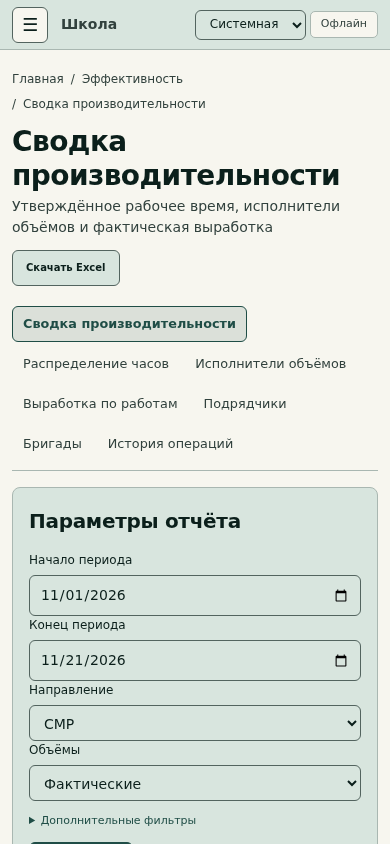 ☰ Школа Системная Офлайн
Главная / Эффективность
/ Сводка производительности
Сводка
производительности
Утверждённое рабочее время, исполнители
объёмов и фактическая выработка
Скачать Excel
Сводка производительности
Распределение часов Исполнители объёмов
Выработка по работам Подрядчики
Бригады История операций
Параметры отчёта
Начало периода
11/01/2026
Конец периода
11/21/2026
Направление
СМР
Объёмы
Фактические
▶ Дополнительные фильтры